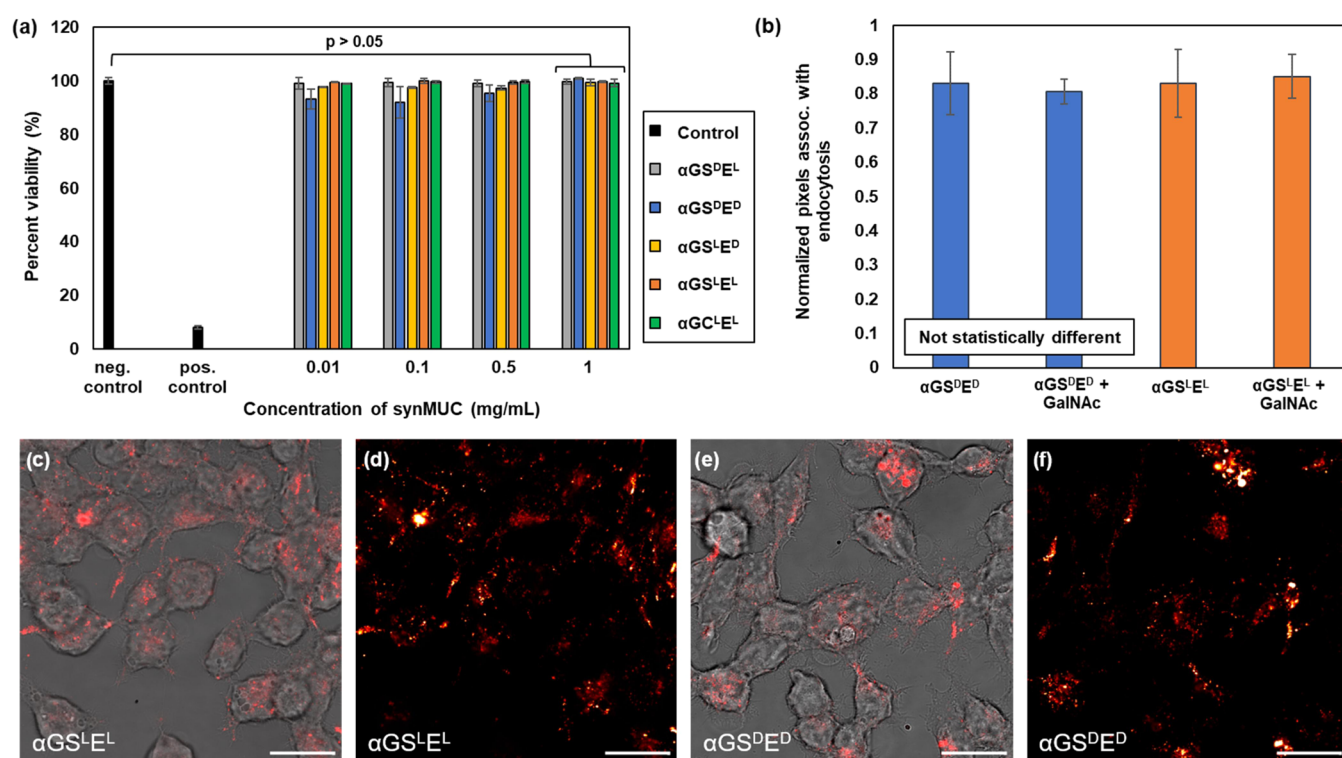 (a)
120
100
80
60
40
20
0
Percent viability (%)
p > 0.05
neg.
control
pos.
control
0.01
0.1
0.5
1
Concentration of synMUC (mg/mL)
Control
αGSᴰEᴸ
αGSᴰEᴰ
αGSᴸEᴰ
αGSᴸEᴸ
αGCᴸEᴸ
(b)
1
0.9
0.8
0.7
0.6
0.5
0.4
0.3
0.2
0.1
0
Normalized pixels assoc. with
endocytosis
Not statistically different
αGSᴰEᴰ
αGSᴰEᴰ +
GalNAc
αGSᴸEᴸ
αGSᴸEᴸ +
GalNAc
(c)
αGSᴸEᴸ
(d)
αGSᴸEᴸ
(e)
αGSᴰEᴰ
(f)
αGSᴰEᴰ